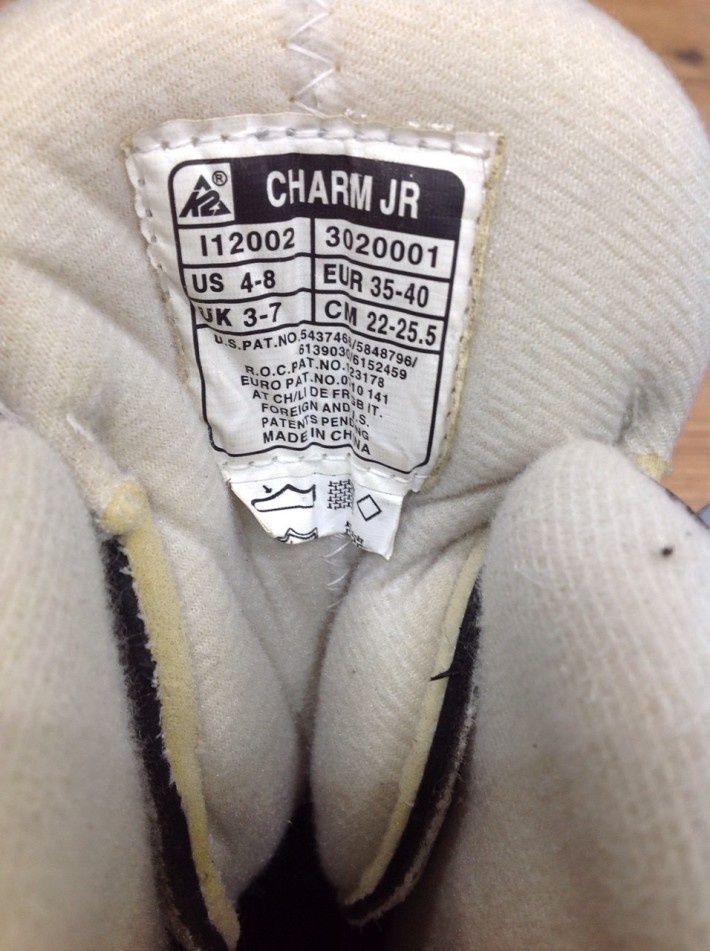 K2® CHARM JR
I12002 3020001
US 4-8 EUR 35-40
UK 3-7 CM 22-25.5
U.S.PAT.NO.5437466/5848796/
6139030/6152459
R.O.C.PAT.NO.123178
EURO PAT.NO.0710 141
AT CH/LI DE FR GB IT.
FOREIGN AND U.S.
PATENTS PENDING
MADE IN CHINA